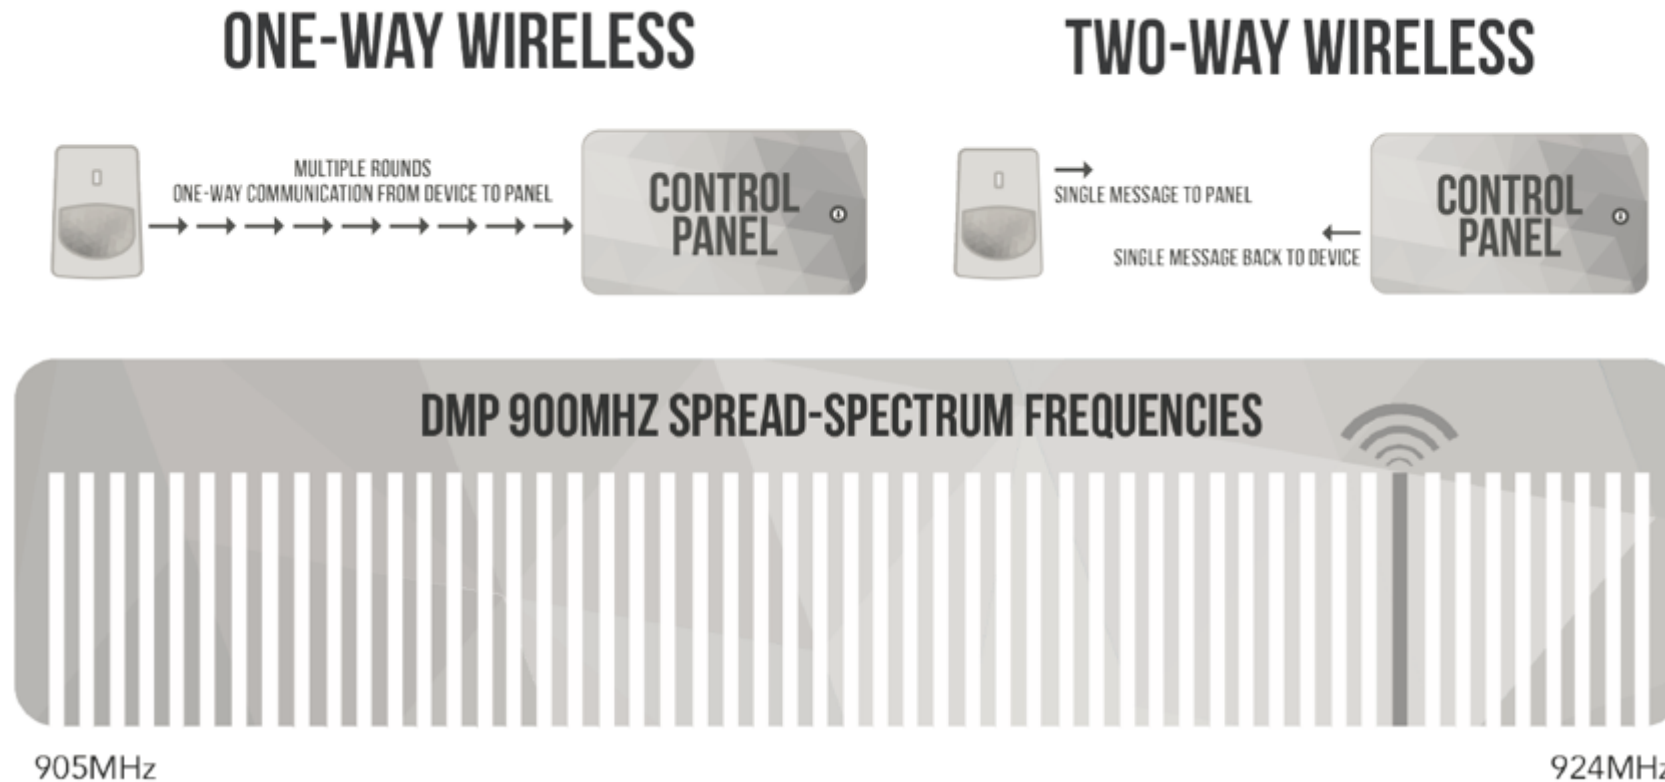 ONE-WAY WIRELESS
MULTIPLE ROUNDS
ONE-WAY COMMUNICATION FROM DEVICE TO PANEL
CONTROL
PANEL
TWO-WAY WIRELESS
SINGLE MESSAGE TO PANEL
SINGLE MESSAGE BACK TO DEVICE
CONTROL
PANEL
DMP 900MHZ SPREAD-SPECTRUM FREQUENCIES
905MHz
924MHz